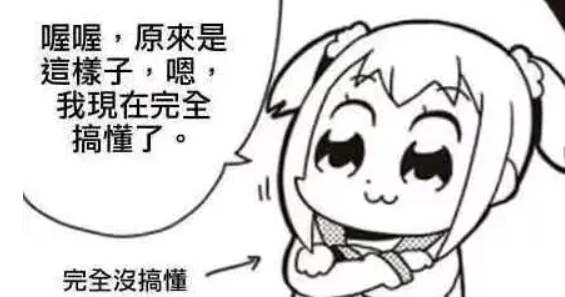 喔喔，原來是
這樣子，嗯，
我現在完全
搞懂了。
完全沒搞懂